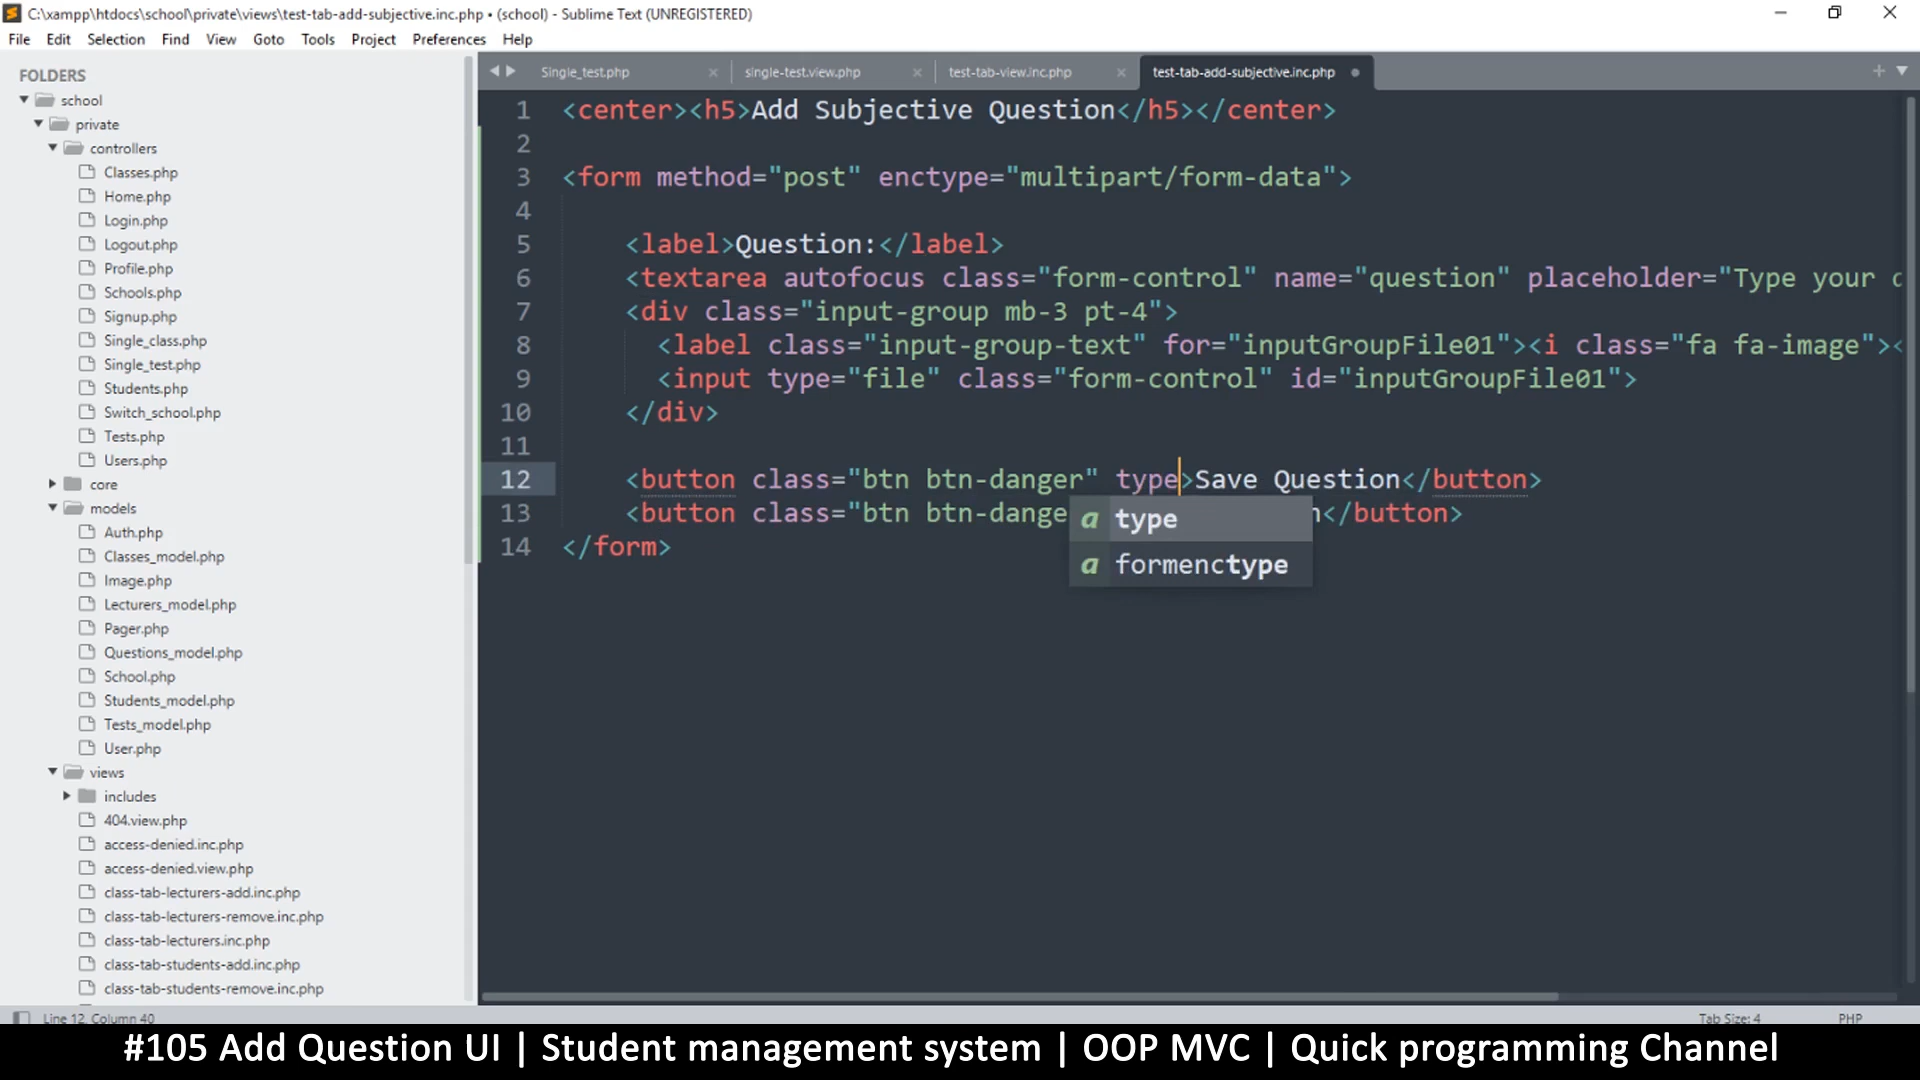 C:\xampp\htdocs\school\private\views\test-tab-add-subjective.inc.php • (school) - Sublime Text (UNREGISTERED)
File Edit Selection Find View Goto Tools Project Preferences Help
FOLDERS
school
private
controllers
Classes.php
Home.php
Login.php
Logout.php
Profile.php
Schools.php
Signup.php
Single_class.php
Single_test.php
Students.php
Switch_school.php
Tests.php
Users.php
core
models
Auth.php
Classes_model.php
Image.php
Lecturers_model.php
Pager.php
Questions_model.php
School.php
Students_model.php
Tests_model.php
User.php
views
includes
404.view.php
access-denied.inc.php
access-denied.view.php
class-tab-lecturers-add.inc.php
class-tab-lecturers-remove.inc.php
class-tab-lecturers.inc.php
class-tab-students-add.inc.php
class-tab-students-remove.inc.php
Single_test.php single-test.view.php test-tab-view.inc.php test-tab-add-subjective.inc.php
1 <center><h5>Add Subjective Question</h5></center>
2
3 <form method="post" enctype="multipart/form-data">
4
5 <label>Question:</label>
6 <textarea autofocus class="form-control" name="question" placeholder="Type your
7 <div class="input-group mb-3 pt-4">
8 <label class="input-group-text" for="inputGroupFile01"><i class="fa fa-image"><
9 <input type="file" class="form-control" id="inputGroupFile01">
10 </div>
11
12 <button class="btn btn-danger" type>Save Question</button>
13 <button class="btn btn-dange n</button>
14 </form>
a type
a formenctype
Line 12, Column 40 Tab Size: 4 PHP
#105 Add Question UI | Student management system | OOP MVC | Quick programming Channel